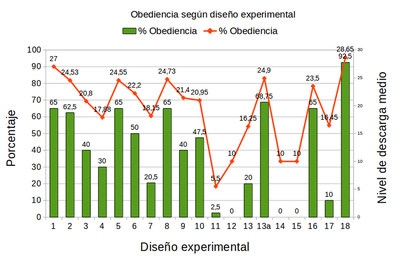 Obediencia según diseño experimental
% Obediencia % Obediencia
Porcentaje
Nivel de descarga medio
100
90
80
70
60
50
40
30
20
10
0
30
25
20
15
10
5
0
27 24,53 20,8 17,88 24,55 22,2 18,15 24,73 21,4 20,95 5,5 10 16,25 24,9 10 10 23,5 16,45 28,65
65 62,5 40 30 65 50 20,5 65 40 47,5 2,5 0 20 68,75 0 0 65 10 92,5
1 2 3 4 5 6 7 8 9 10 11 12 13 13a 14 15 16 17 18
Diseño experimental